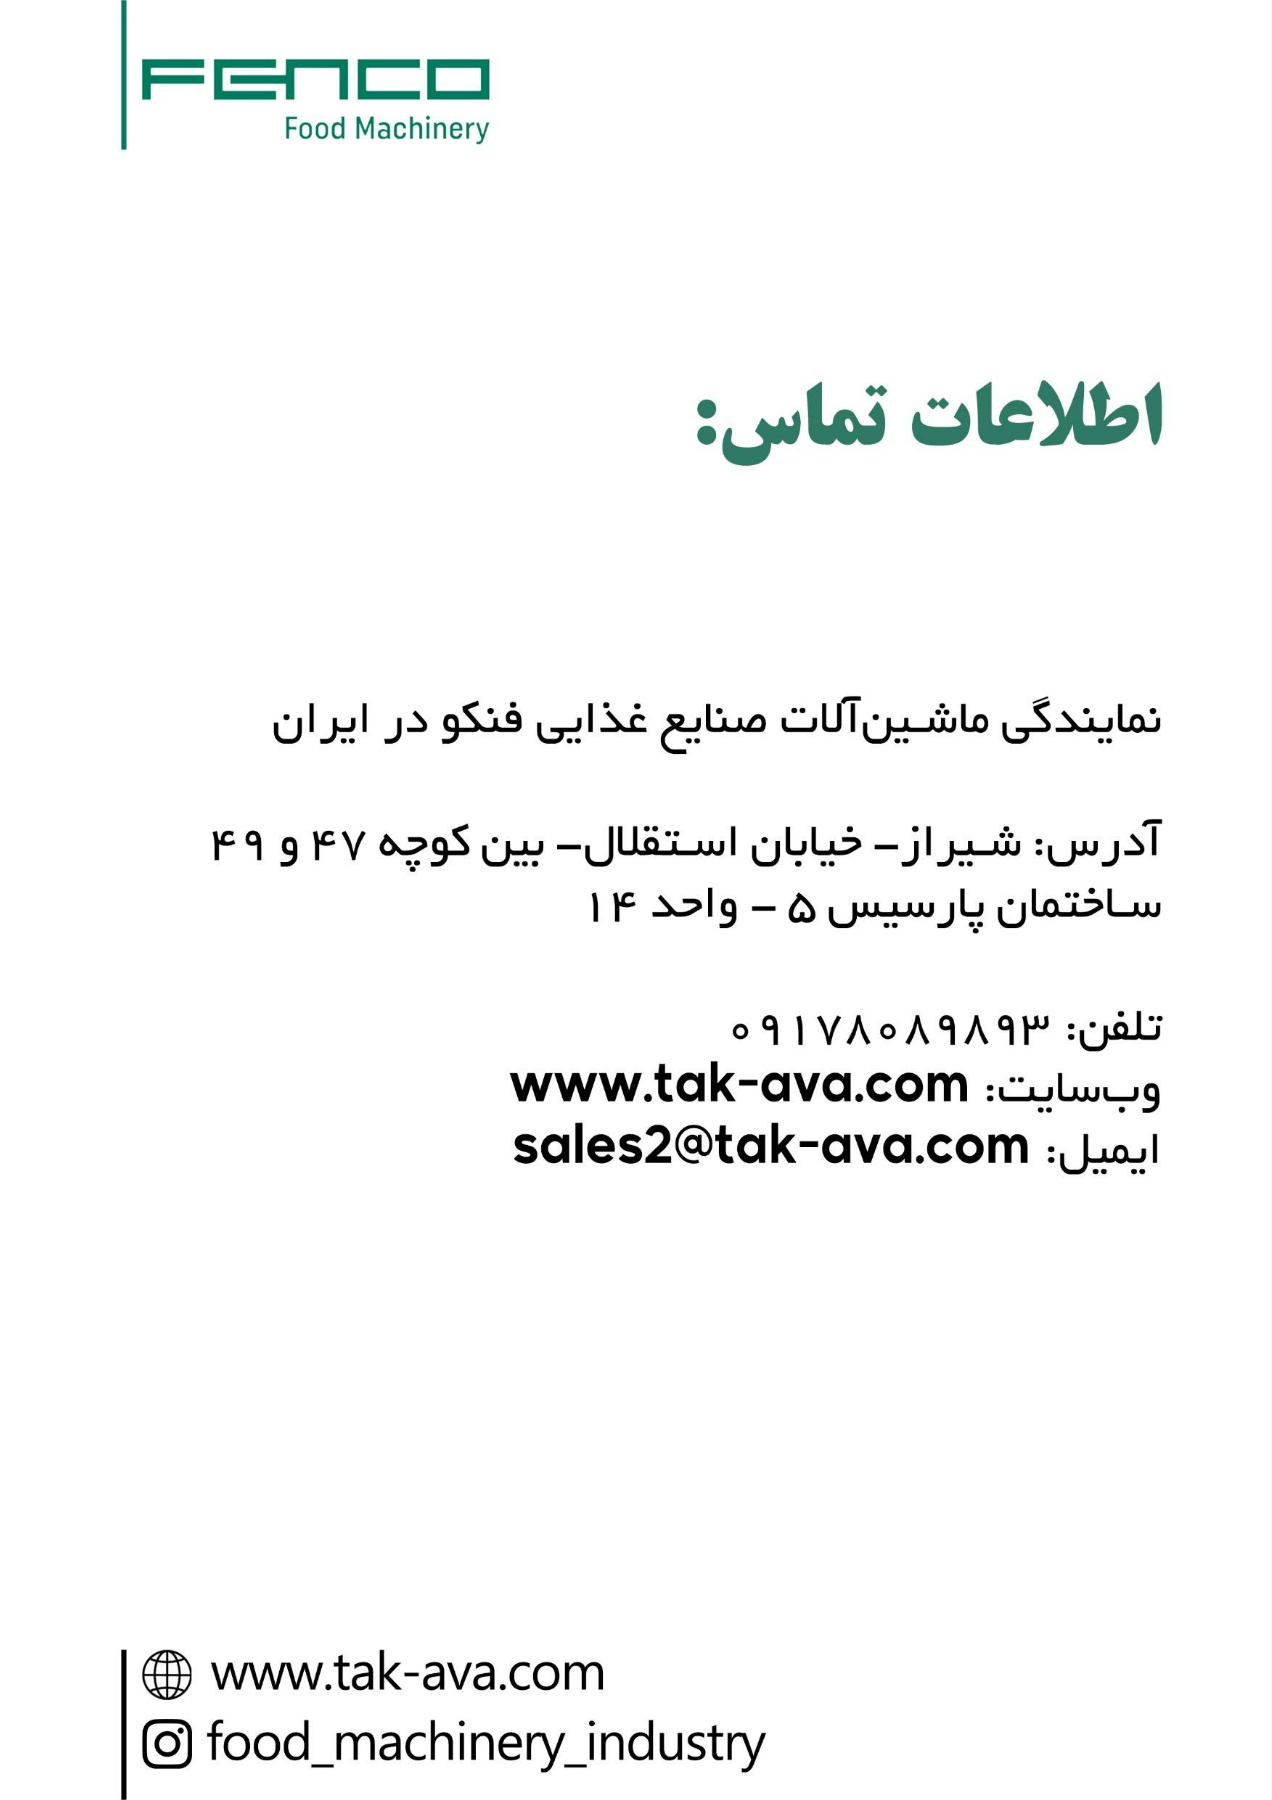 FENCO
Food Machinery
اطلاعات تماس:
نمایندگی ماشین‌آلات صنایع غذایی فنکو در ایران
آدرس: شیراز- خیابان استقلال- بین کوچه ۴۷ و ۴۹
ساختمان پارسیس ۵ - واحد ۱۴
تلفن: ۰۹۱۷۸۰۸۹۸۹۳
وب‌سایت: www.tak-ava.com
ایمیل: sales2@tak-ava.com
www.tak-ava.com
food_machinery_industry